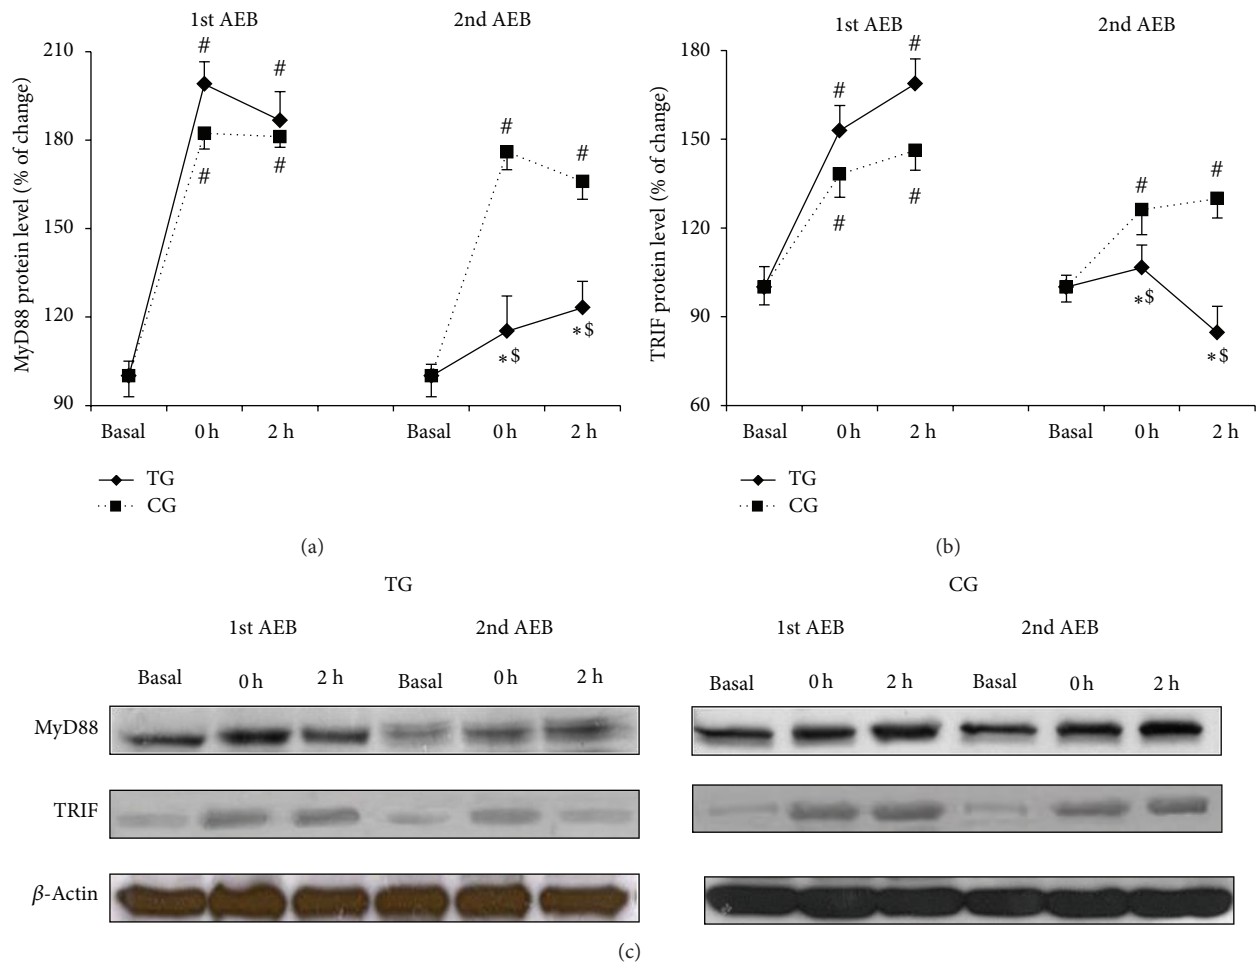 1st AEB 2nd AEB
MyD88 protein level (% of change)
210
180
150
120
90
# # # # # #
*$ *$
Basal 0 h 2 h Basal 0 h 2 h
TG
CG
(a)
1st AEB 2nd AEB
TRIF protein level (% of change)
180
150
120
90
60
# # # # # #
*$ *$
Basal 0 h 2 h Basal 0 h 2 h
TG
CG
(b)
TG
1st AEB 2nd AEB
Basal 0 h 2 h Basal 0 h 2 h
CG
1st AEB 2nd AEB
Basal 0 h 2 h Basal 0 h 2 h
MyD88
TRIF
β-Actin
(c)